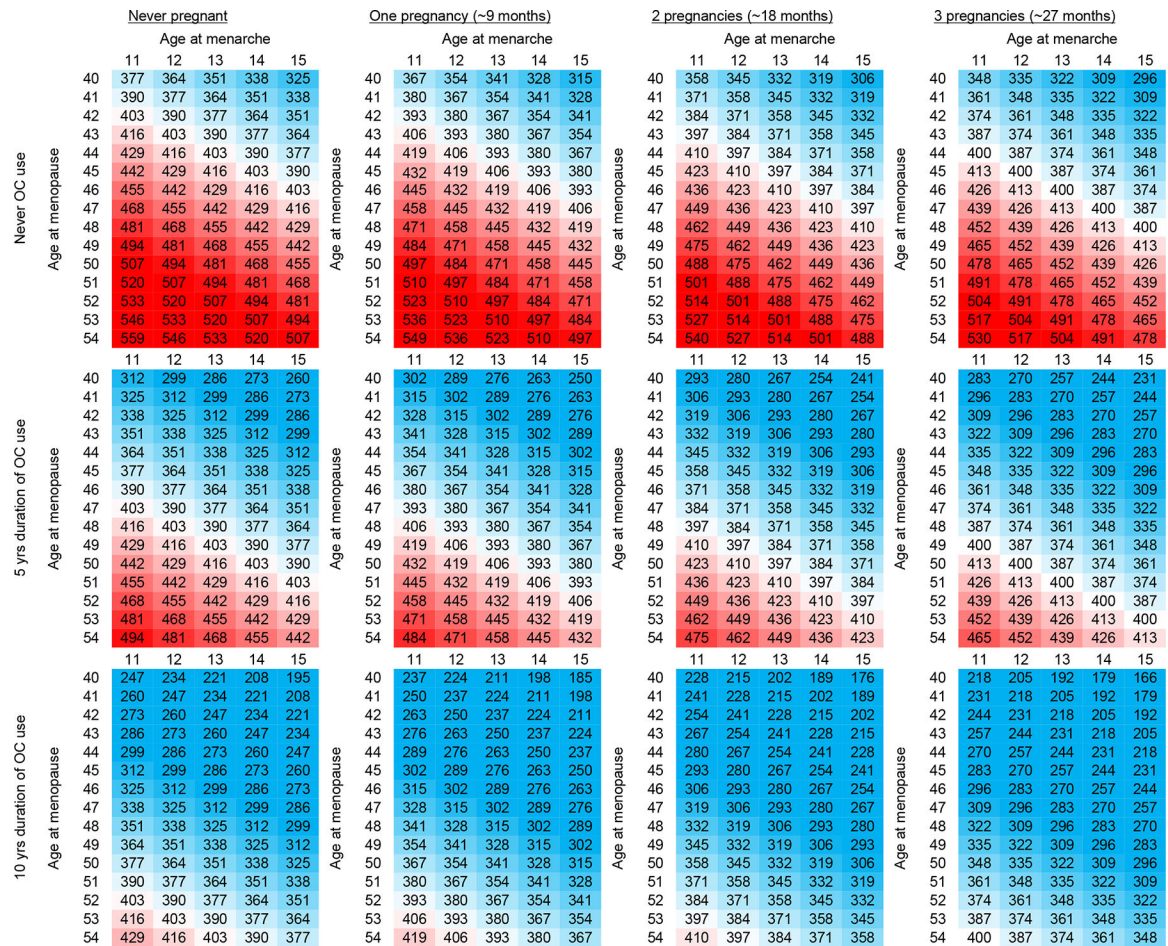 Never pregnant One pregnancy (~9 months) 2 pregnancies (~18 months) 3 pregnancies (~27 months)
Age at menarche Age at menarche Age at menarche Age at menarche
Never OC use
Age at menopause Age at menopause Age at menopause Age at menopause
11 12 13 14 15 11 12 13 14 15 11 12 13 14 15 11 12 13 14 15
40 377 364 351 338 325 40 367 354 341 328 315 40 358 345 332 319 306 40 348 335 322 309 296
41 390 377 364 351 338 41 380 367 354 341 328 41 371 358 345 332 319 41 361 348 335 322 309
42 403 390 377 364 351 42 393 380 367 354 341 42 384 371 358 345 332 42 374 361 348 335 322
43 416 403 390 377 364 43 406 393 380 367 354 43 397 384 371 358 345 43 387 374 361 348 335
44 429 416 403 390 377 44 419 406 393 380 367 44 410 397 384 371 358 44 400 387 374 361 348
45 442 429 416 403 390 45 432 419 406 393 380 45 423 410 397 384 371 45 413 400 387 374 361
46 455 442 429 416 403 46 445 432 419 406 393 46 436 423 410 397 384 46 426 413 400 387 374
47 468 455 442 429 416 47 458 445 432 419 406 47 449 436 423 410 397 47 439 426 413 400 387
48 481 468 455 442 429 48 471 458 445 432 419 48 462 449 436 423 410 48 452 439 426 413 400
49 494 481 468 455 442 49 484 471 458 445 432 49 475 462 449 436 423 49 465 452 439 426 413
50 507 494 481 468 455 50 497 484 471 458 445 50 488 475 462 449 436 50 478 465 452 439 426
51 520 507 494 481 468 51 510 497 484 471 458 51 501 488 475 462 449 51 491 478 465 452 439
52 533 520 507 494 481 52 523 510 497 484 471 52 514 501 488 475 462 52 504 491 478 465 452
53 546 533 520 507 494 53 536 523 510 497 484 53 527 514 501 488 475 53 517 504 491 478 465
54 559 546 533 520 507 54 549 536 523 510 497 54 540 527 514 501 488 54 530 517 504 491 478
5 yrs duration of OC use
Age at menopause Age at menopause Age at menopause Age at menopause
11 12 13 14 15 11 12 13 14 15 11 12 13 14 15 11 12 13 14 15
40 312 299 286 273 260 40 302 289 276 263 250 40 293 280 267 254 241 40 283 270 257 244 231
41 325 312 299 286 273 41 315 302 289 276 263 41 306 293 280 267 254 41 296 283 270 257 244
42 338 325 312 299 286 42 328 315 302 289 276 42 319 306 293 280 267 42 309 296 283 270 257
43 351 338 325 312 299 43 341 328 315 302 289 43 332 319 306 293 280 43 322 309 296 283 270
44 364 351 338 325 312 44 354 341 328 315 302 44 345 332 319 306 293 44 335 322 309 296 283
45 377 364 351 338 325 45 367 354 341 328 315 45 358 345 332 319 306 45 348 335 322 309 296
46 390 377 364 351 338 46 380 367 354 341 328 46 371 358 345 332 319 46 361 348 335 322 309
47 403 390 377 364 351 47 393 380 367 354 341 47 384 371 358 345 332 47 374 361 348 335 322
48 416 403 390 377 364 48 406 393 380 367 354 48 397 384 371 358 345 48 387 374 361 348 335
49 429 416 403 390 377 49 419 406 393 380 367 49 410 397 384 371 358 49 400 387 374 361 348
50 442 429 416 403 390 50 432 419 406 393 380 50 423 410 397 384 371 50 413 400 387 374 361
51 455 442 429 416 403 51 445 432 419 406 393 51 436 423 410 397 384 51 426 413 400 387 374
52 468 455 442 429 416 52 458 445 432 419 406 52 449 436 423 410 397 52 439 426 413 400 387
53 481 468 455 442 429 53 471 458 445 432 419 53 462 449 436 423 410 53 452 439 426 413 400
54 494 481 468 455 442 54 484 471 458 445 432 54 475 462 449 436 423 54 465 452 439 426 413
10 yrs duration of OC use
Age at menopause Age at menopause Age at menopause Age at menopause
11 12 13 14 15 11 12 13 14 15 11 12 13 14 15 11 12 13 14 15
40 247 234 221 208 195 40 237 224 211 198 185 40 228 215 202 189 176 40 218 205 192 179 166
41 260 247 234 221 208 41 250 237 224 211 198 41 241 228 215 202 189 41 231 218 205 192 179
42 273 260 247 234 221 42 263 250 237 224 211 42 254 241 228 215 202 42 244 231 218 205 192
43 286 273 260 247 234 43 276 263 250 237 224 43 267 254 241 228 215 43 257 244 231 218 205
44 299 286 273 260 247 44 289 276 263 250 237 44 280 267 254 241 228 44 270 257 244 231 218
45 312 299 286 273 260 45 302 289 276 263 250 45 293 280 267 254 241 45 283 270 257 244 231
46 325 312 299 286 273 46 315 302 289 276 263 46 306 293 280 267 254 46 296 283 270 257 244
47 338 325 312 299 286 47 328 315 302 289 276 47 319 306 293 280 267 47 309 296 283 270 257
48 351 338 325 312 299 48 341 328 315 302 289 48 332 319 306 293 280 48 322 309 296 283 270
49 364 351 338 325 312 49 354 341 328 315 302 49 345 332 319 306 293 49 335 322 309 296 283
50 377 364 351 338 325 50 367 354 341 328 315 50 358 345 332 319 306 50 348 335 322 309 296
51 390 377 364 351 338 51 380 367 354 341 328 51 371 358 345 332 319 51 361 348 335 322 309
52 403 390 377 364 351 52 393 380 367 354 341 52 384 371 358 345 332 52 374 361 348 335 322
53 416 403 390 377 364 53 406 393 380 367 354 53 397 384 371 358 345 53 387 374 361 348 335
54 429 416 403 390 377 54 419 406 393 380 367 54 410 397 384 371 358 54 400 387 374 361 348